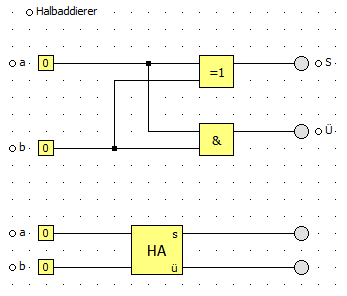 Halbaddierer
a 0 =1 S
& Ü
b 0
a 0 s
HA
b 0 ü